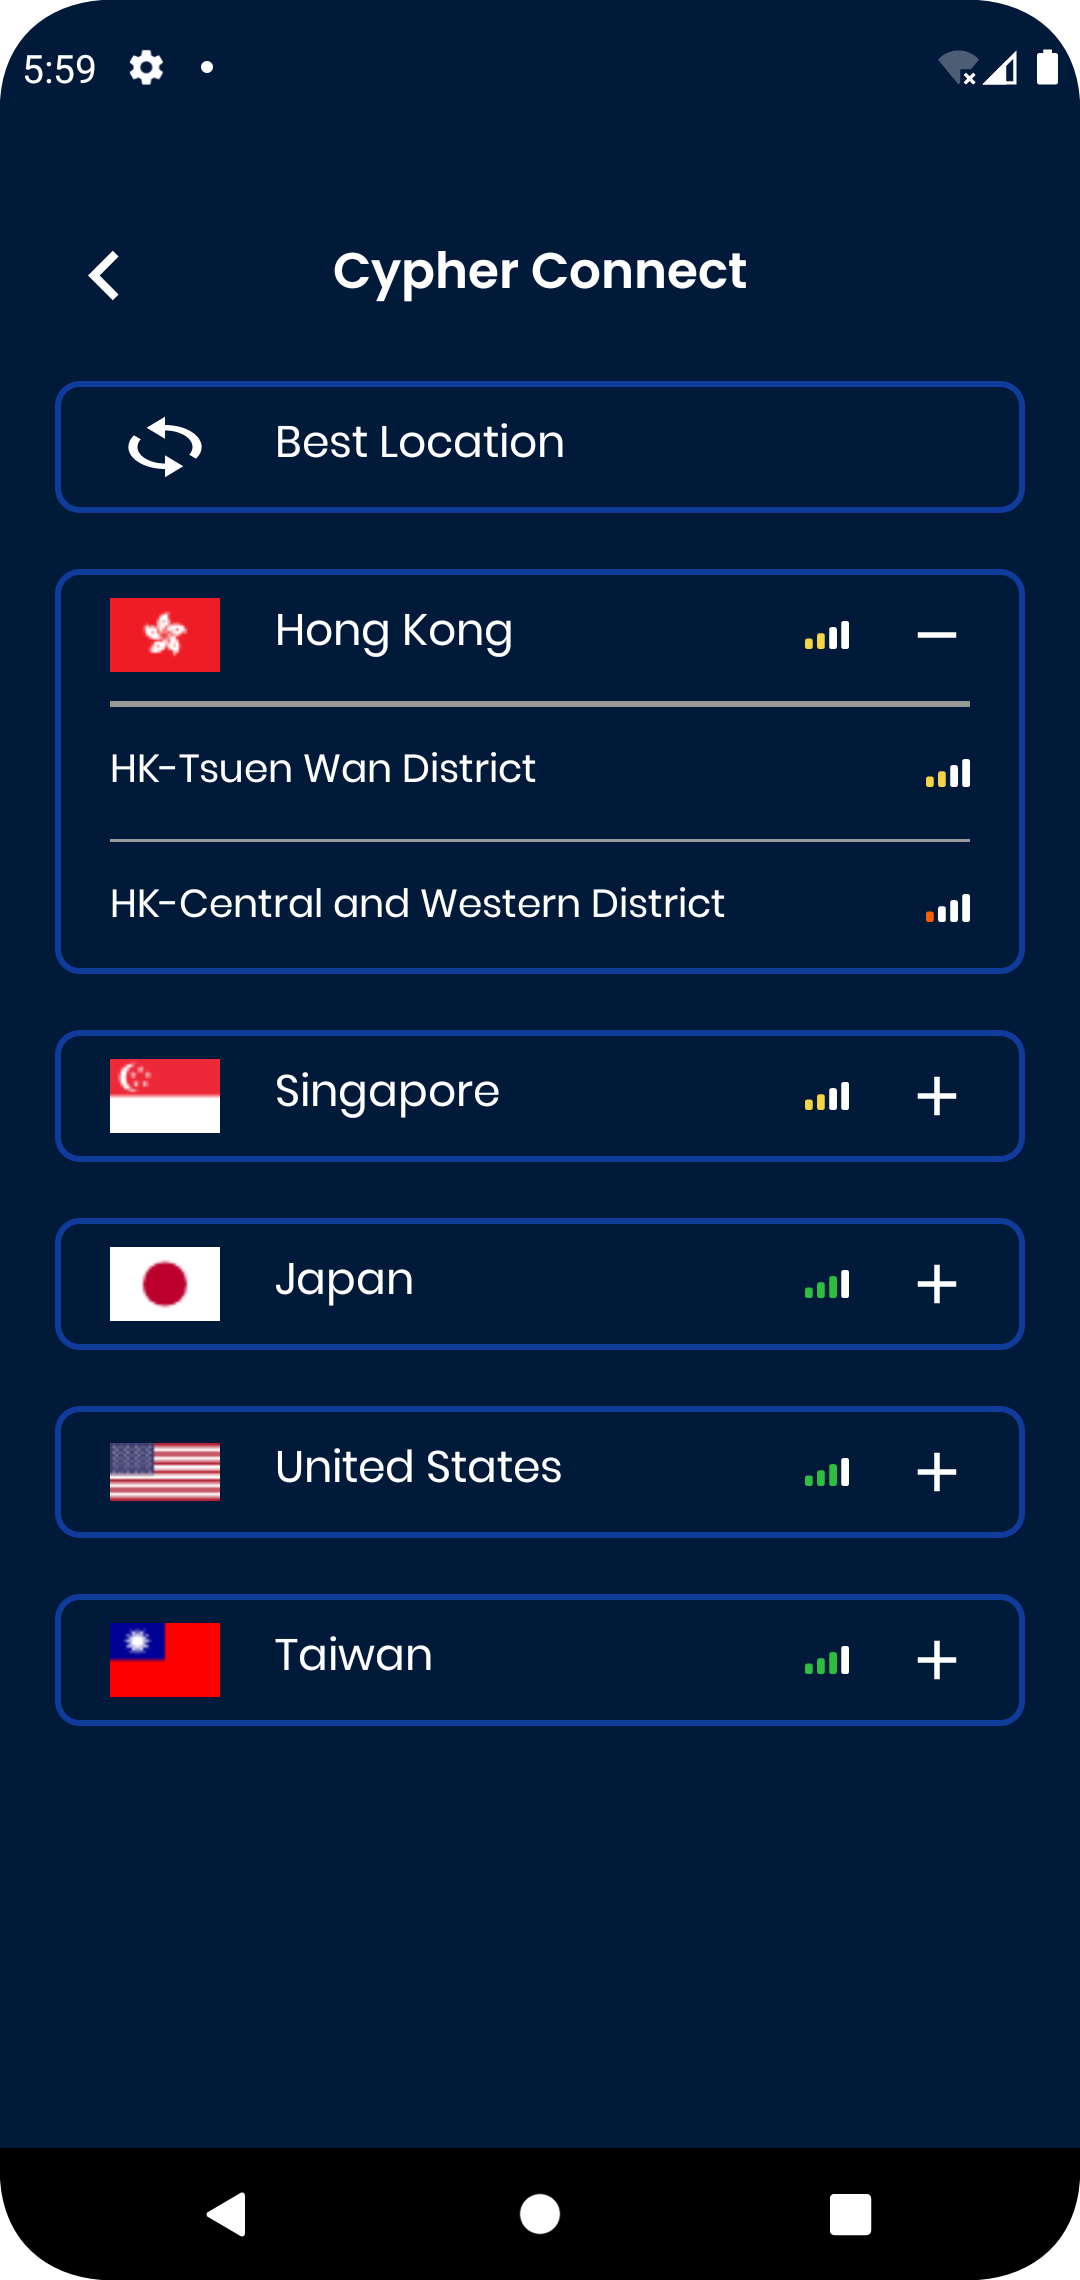 5:59
Cypher Connect
Best Location
Hong Kong
HK-Tsuen Wan District
HK-Central and Western District
Singapore
Japan
United States
Taiwan